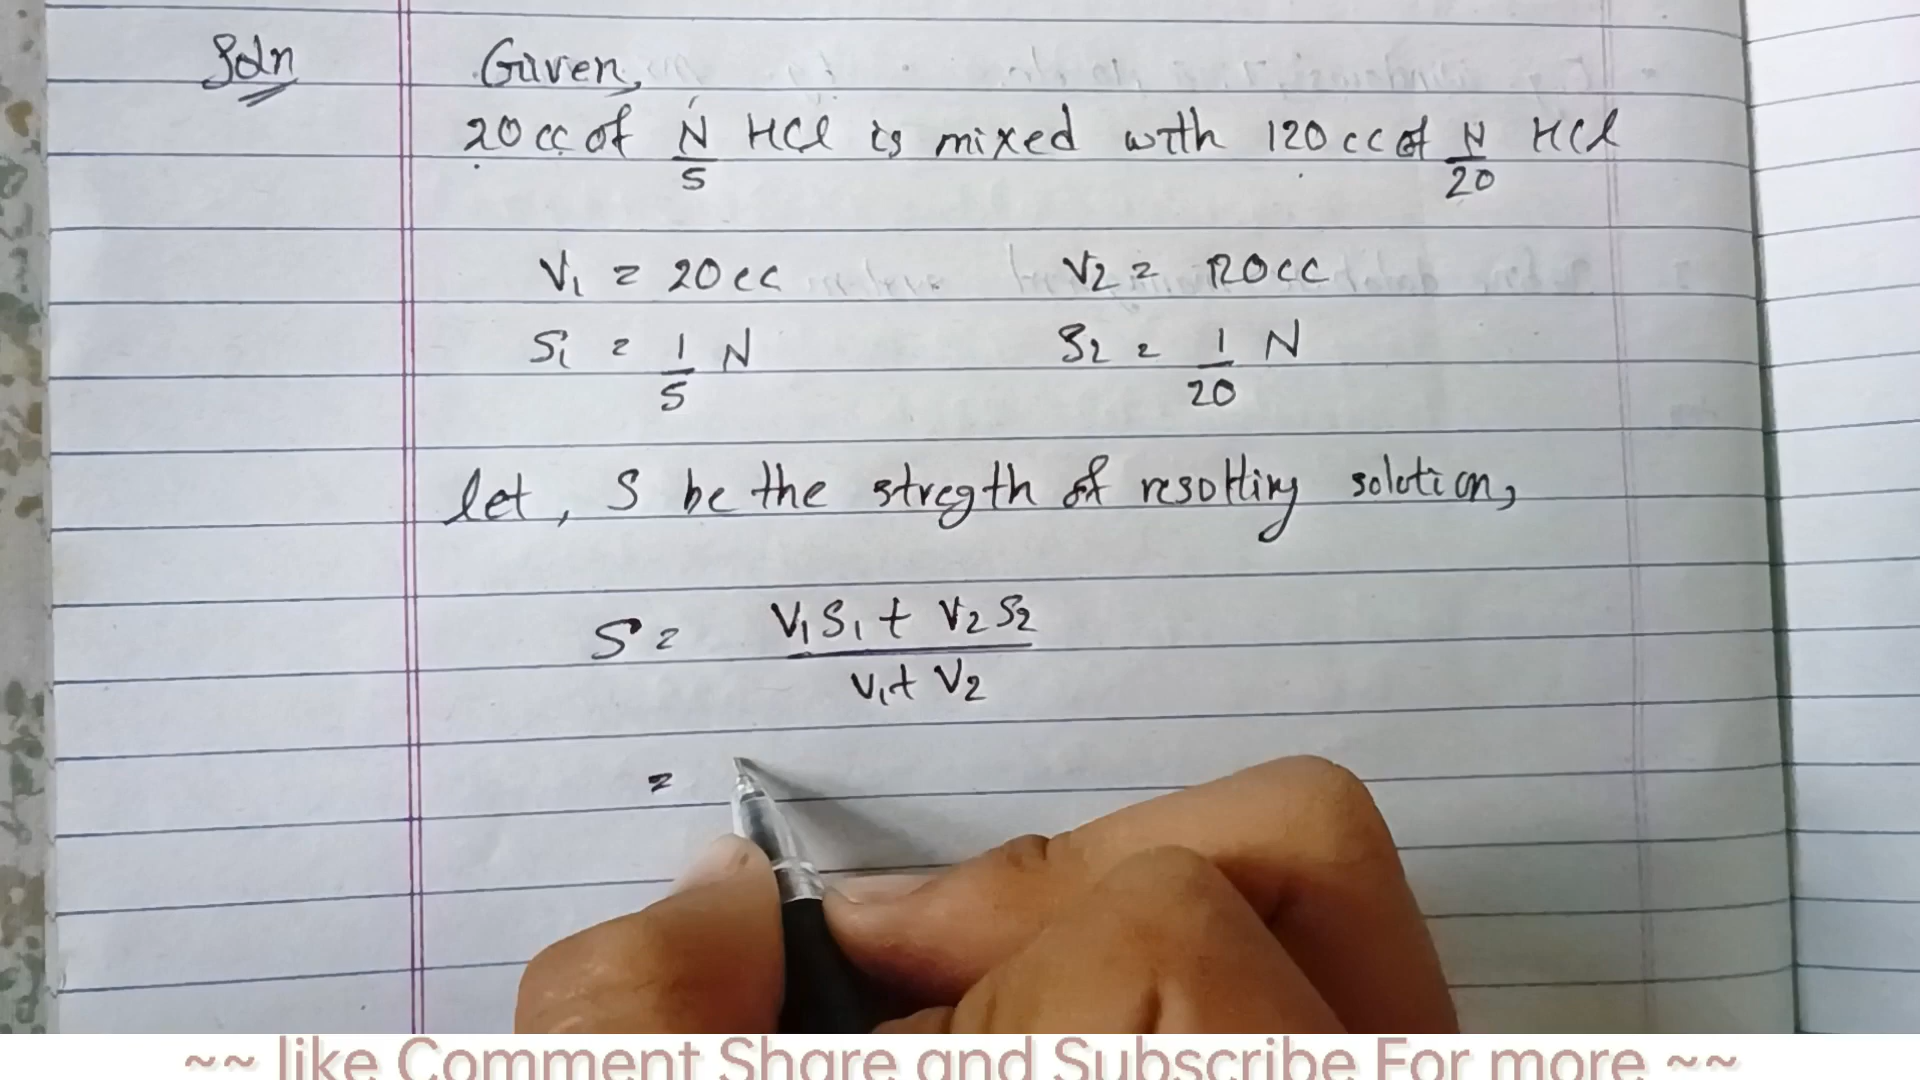 Soln Given,
20 cc of N/5 HCl is mixed with 120 cc of N/20 HCl
V1 = 20 cc V2 = 120 cc
S1 = 1/5 N S2 = 1/20 N
let, S be the stregth of resolting solotion,
S = V1S1 + V2S2 / V1 + V2
=
~~ like Comment Share and Subscribe For more ~~